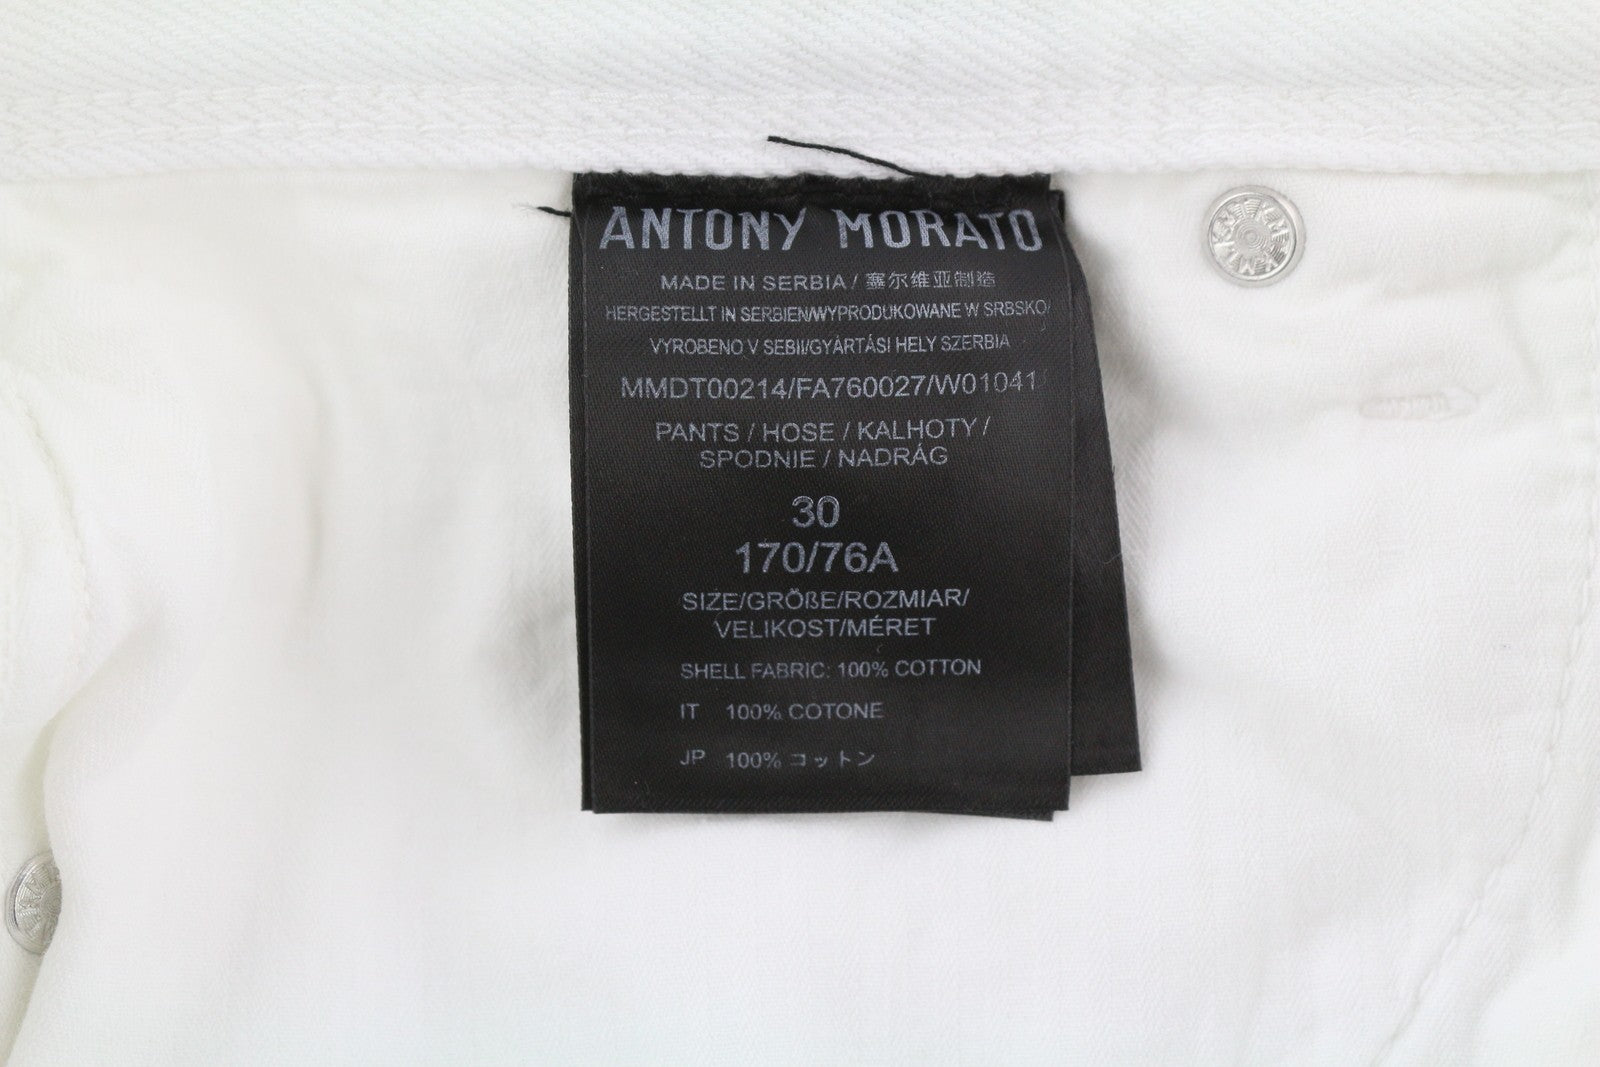 ANTONY MORATO
MADE IN SERBIA / 塞尔维亚制造
HERGESTELLT IN SERBIEN/WYPRODUKOWANE W SRBSKO/
VYROBENO V SEBII/GYÁRTÁSI HELY SZERBIA
MMDT00214/FA760027/W01041
PANTS / HOSE / KALHOTY /
SPODNIE / NADRÁG
30
170/76A
SIZE/GRÖßE/ROZMIAR/
VELIKOST/MÉRET
SHELL FABRIC: 100% COTTON
IT 100% COTONE
JP 100% コットン